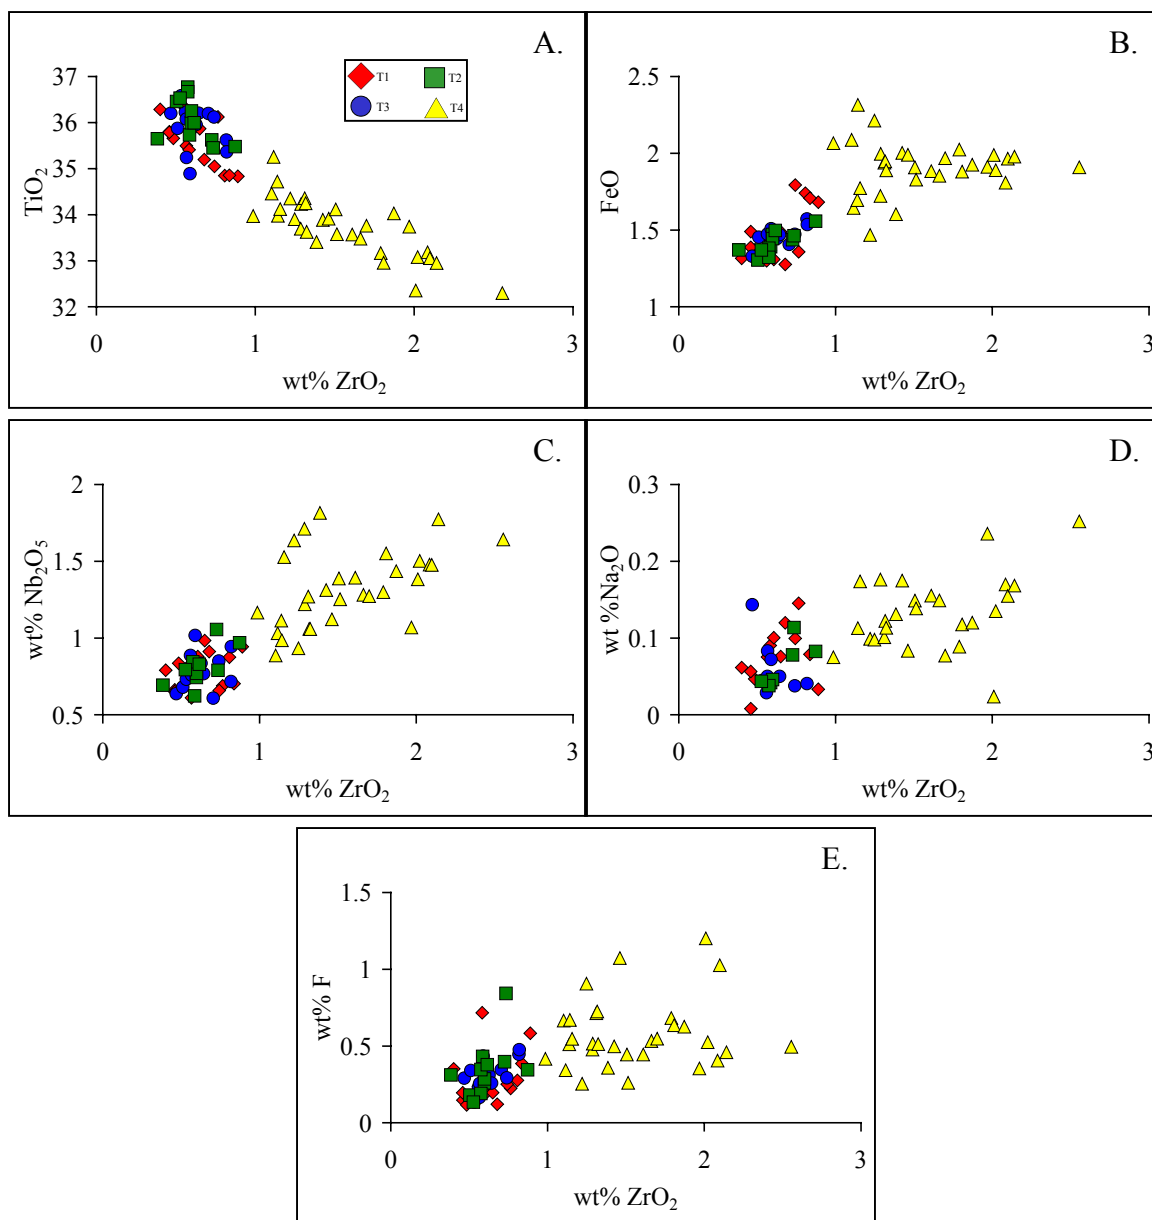 A.
T1 T2
T3 T4
37
36
35
34
33
32
TiO₂
0 1 2 3
wt% ZrO₂
B.
2.5
2
1.5
1
FeO
0 1 2 3
wt% ZrO₂
C.
2
1.5
1
0.5
wt% Nb₂O₅
0 1 2 3
wt% ZrO₂
D.
0.3
0.2
0.1
0
wt %Na₂O
0 1 2 3
wt% ZrO₂
E.
1.5
1
0.5
0
wt% F
0 1 2 3
wt% ZrO₂